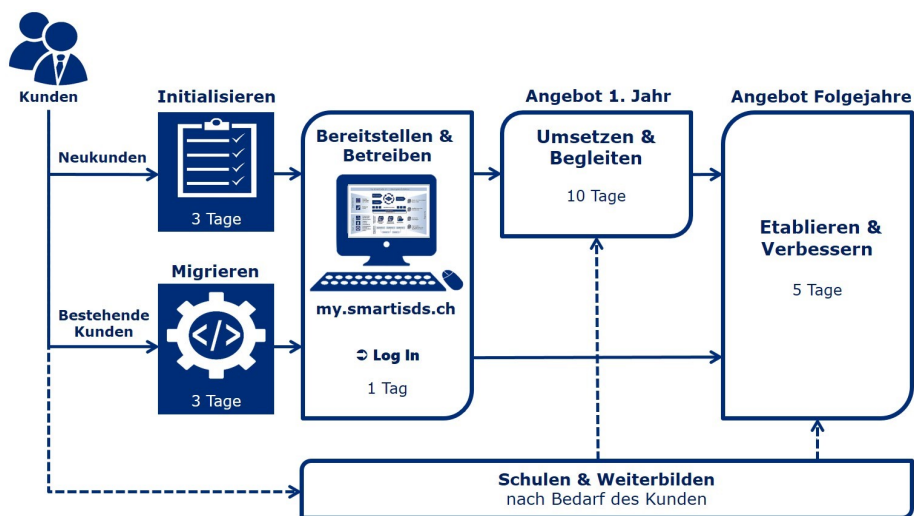 Kunden
Initialisieren
Neukunden
3 Tage
Migrieren
Bestehende
Kunden
</>
3 Tage
Bereitstellen &
Betreiben
my.smartisds.ch
➲ Log In
1 Tag
Angebot 1. Jahr
Umsetzen &
Begleiten
10 Tage
Angebot Folgejahre
Etablieren &
Verbessern
5 Tage
Schulen & Weiterbilden
nach Bedarf des Kunden